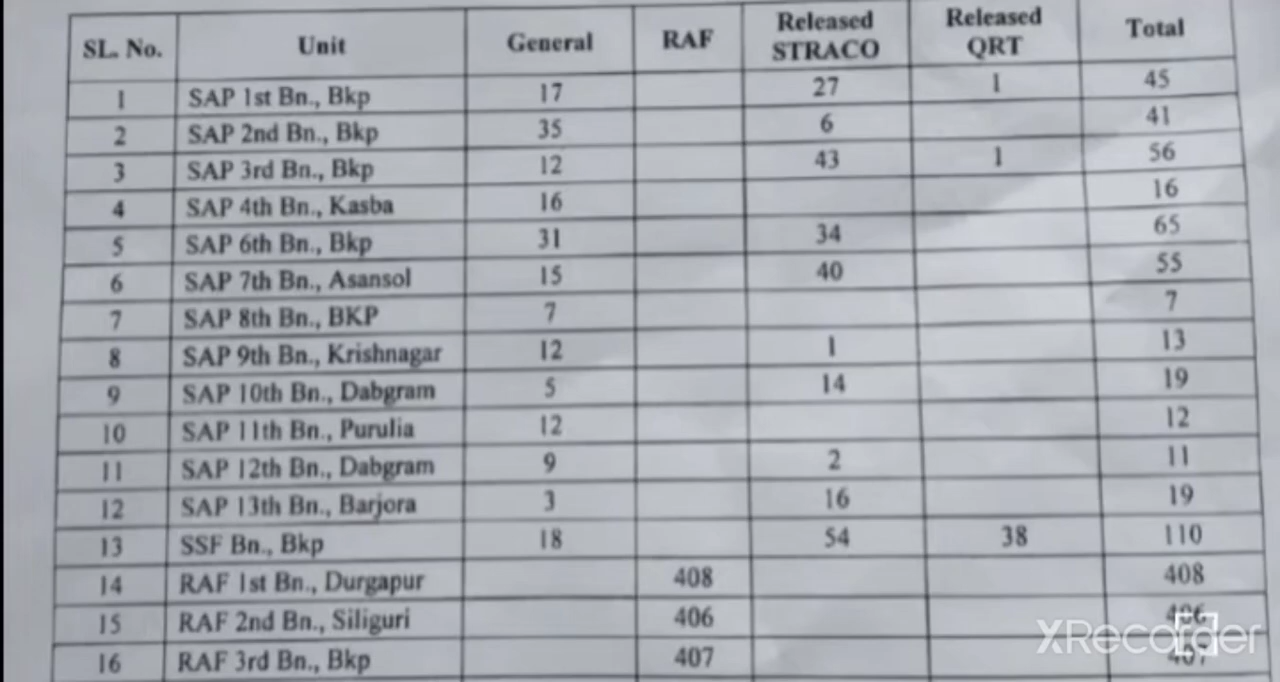 SL. No. Unit General RAF Released STRACO Released QRT Total
1 SAP 1st Bn., Bkp 17 27 1 45
2 SAP 2nd Bn., Bkp 35 6 41
3 SAP 3rd Bn., Bkp 12 43 1 56
4 SAP 4th Bn., Kasba 16 16
5 SAP 6th Bn., Bkp 31 34 65
6 SAP 7th Bn., Asansol 15 40 55
7 SAP 8th Bn., BKP 7 7
8 SAP 9th Bn., Krishnagar 12 1 13
9 SAP 10th Bn., Dabgram 5 14 19
10 SAP 11th Bn., Purulia 12 12
11 SAP 12th Bn., Dabgram 9 2 11
12 SAP 13th Bn., Barjora 3 16 19
13 SSF Bn., Bkp 18 54 38 110
14 RAF 1st Bn., Durgapur 408 408
15 RAF 2nd Bn., Siliguri 406 406
16 RAF 3rd Bn., Bkp 407 407
XRecorder